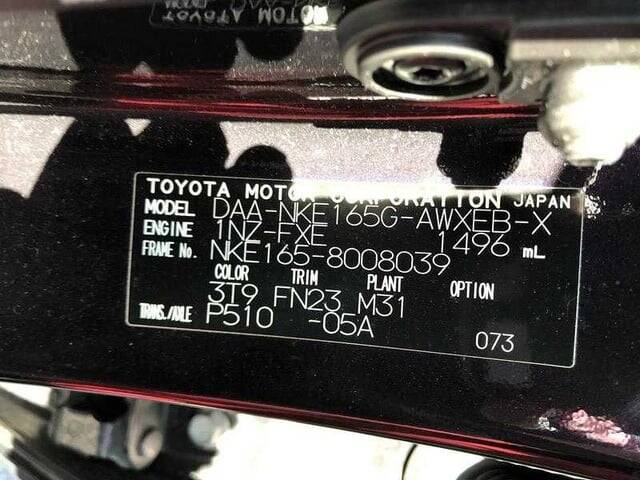 TOYOTA MOTOR CORPORATION JAPAN
MODEL DAA-NKE165G-AWXEB-X
ENGINE 1NZ-FXE 1496 mL
FRAME No. NKE165-8008039
COLOR TRIM PLANT OPTION
3T9 FN23 M31
TRANS./AXLE P510 -05A
073